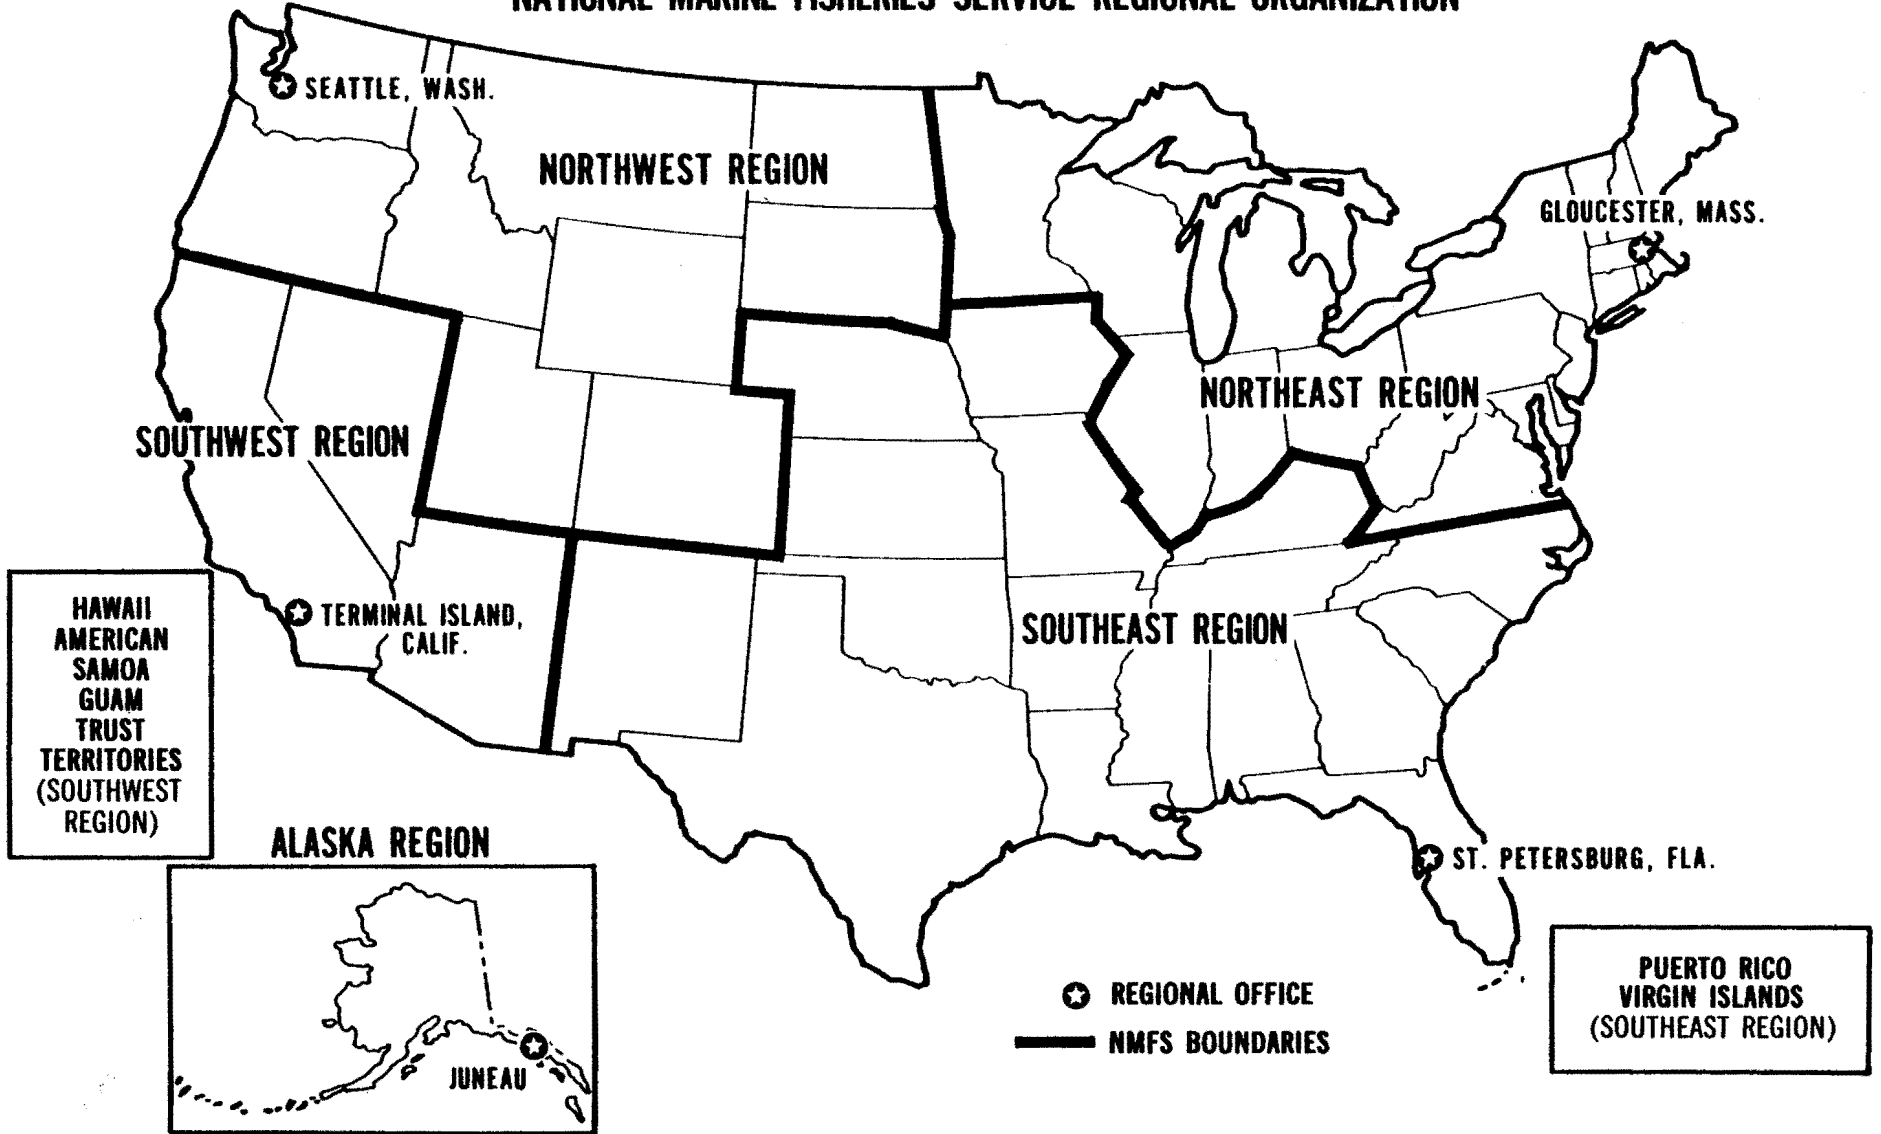 NATIONAL MARINE FISHERIES SERVICE REGIONAL ORGANIZATION
SEATTLE, WASH.
NORTHWEST REGION
GLOUCESTER, MASS.
NORTHEAST REGION
SOUTHWEST REGION
TERMINAL ISLAND,
CALIF.
SOUTHEAST REGION
HAWAII
AMERICAN
SAMOA
GUAM
TRUST
TERRITORIES
(SOUTHWEST
REGION)
ALASKA REGION
JUNEAU
ST. PETERSBURG, FLA.
REGIONAL OFFICE
NMFS BOUNDARIES
PUERTO RICO
VIRGIN ISLANDS
(SOUTHEAST REGION)